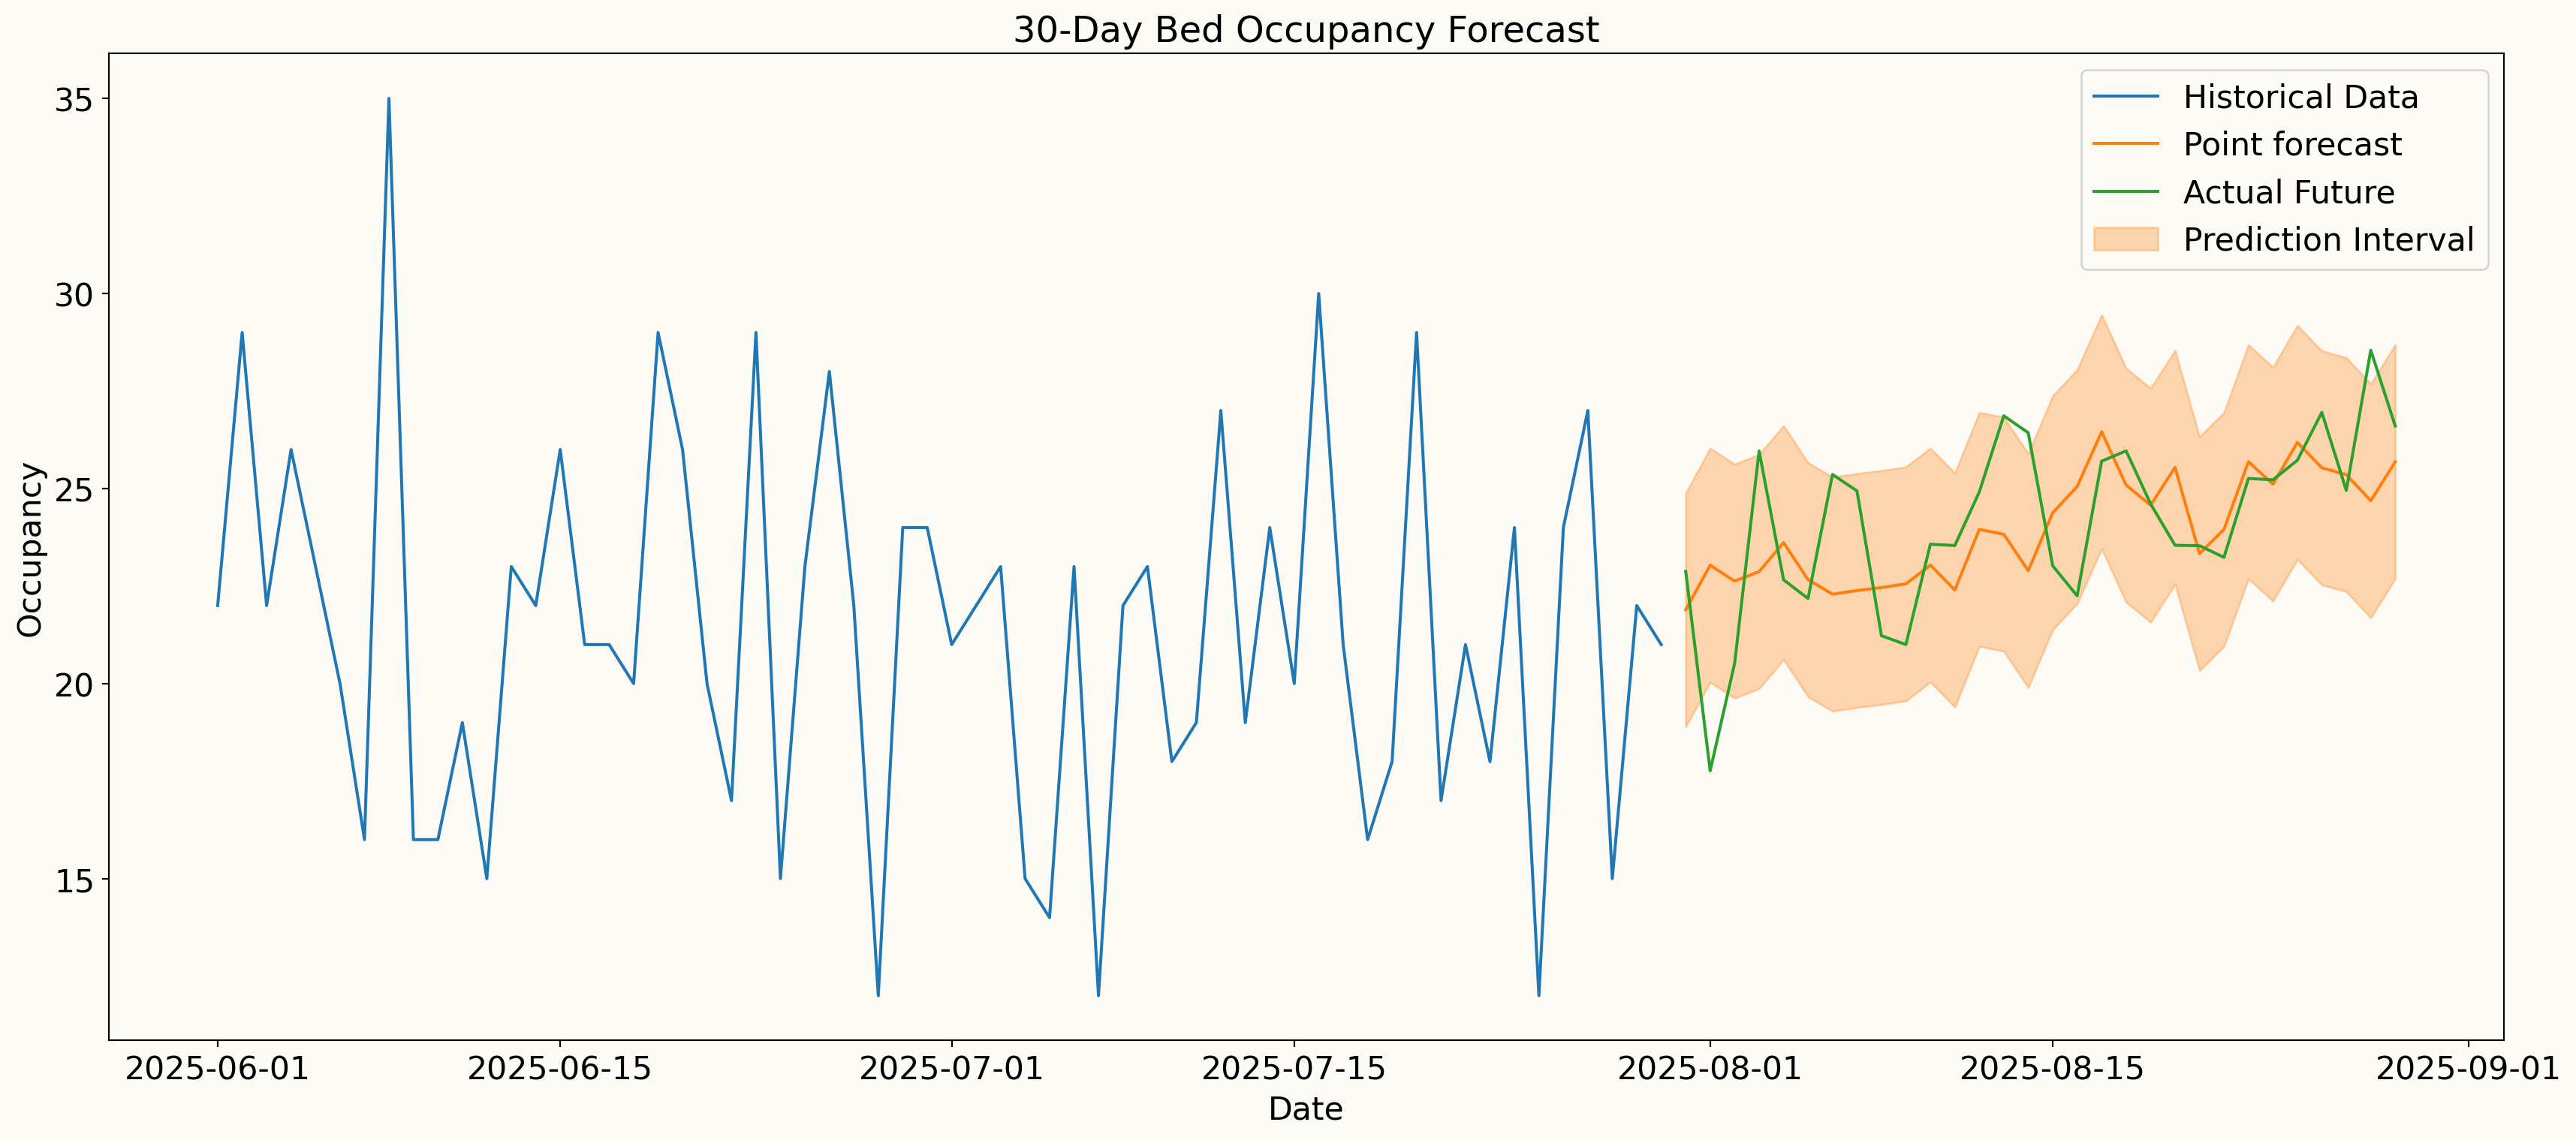 30-Day Bed Occupancy Forecast
Historical Data
Point forecast
Actual Future
Prediction Interval
Occupancy
35
30
25
20
15
2025-06-01 2025-06-15 2025-07-01 2025-07-15 2025-08-01 2025-08-15 2025-09-01
Date